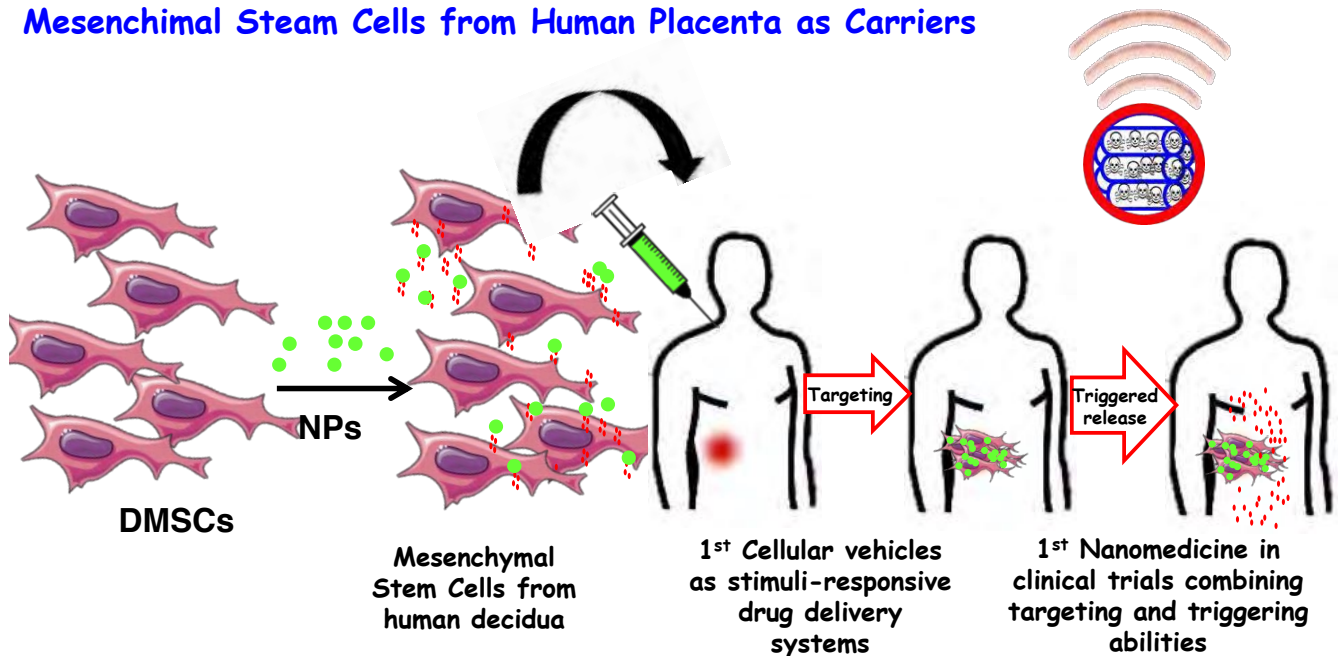 Mesenchimal Steam Cells from Human Placenta as Carriers
NPs
DMSCs
Targeting
Triggered
release
Mesenchymal
Stem Cells from
human decidua
1st Cellular vehicles
as stimuli-responsive
drug delivery
systems
1st Nanomedicine in
clinical trials combining
targeting and triggering
abilities